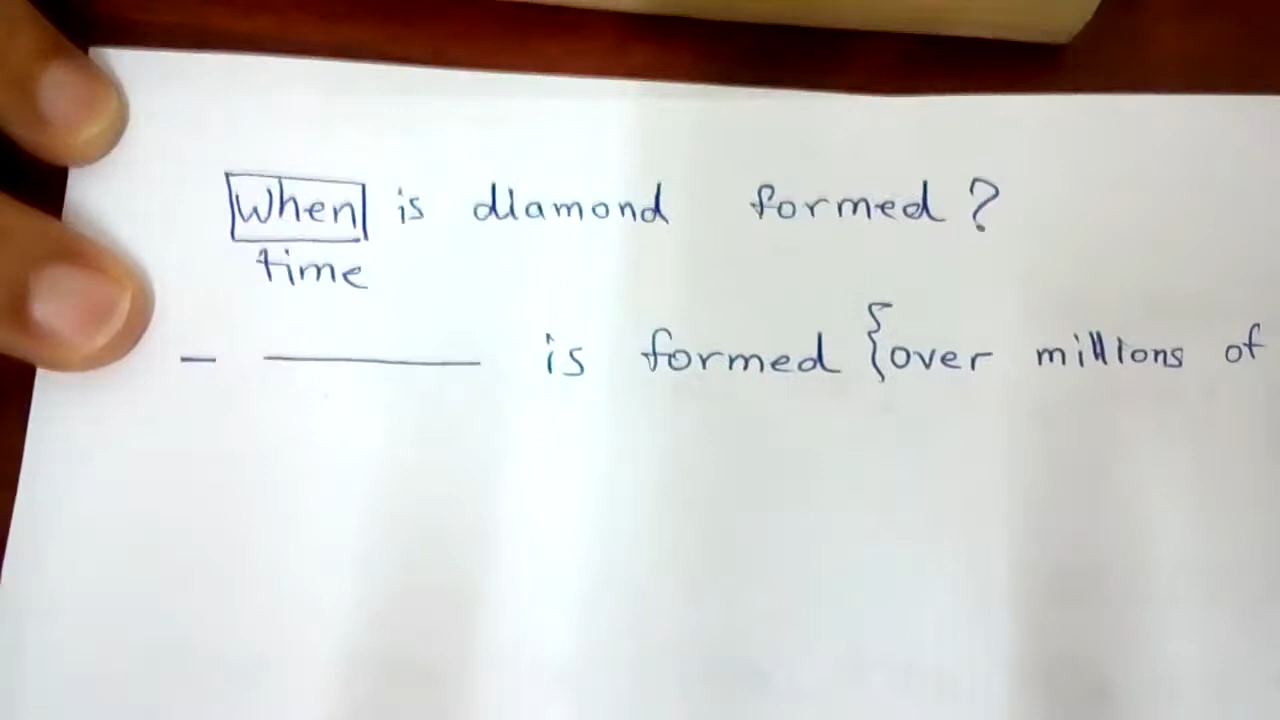 When is diamond formed?
time
- ________ is formed {over millions of